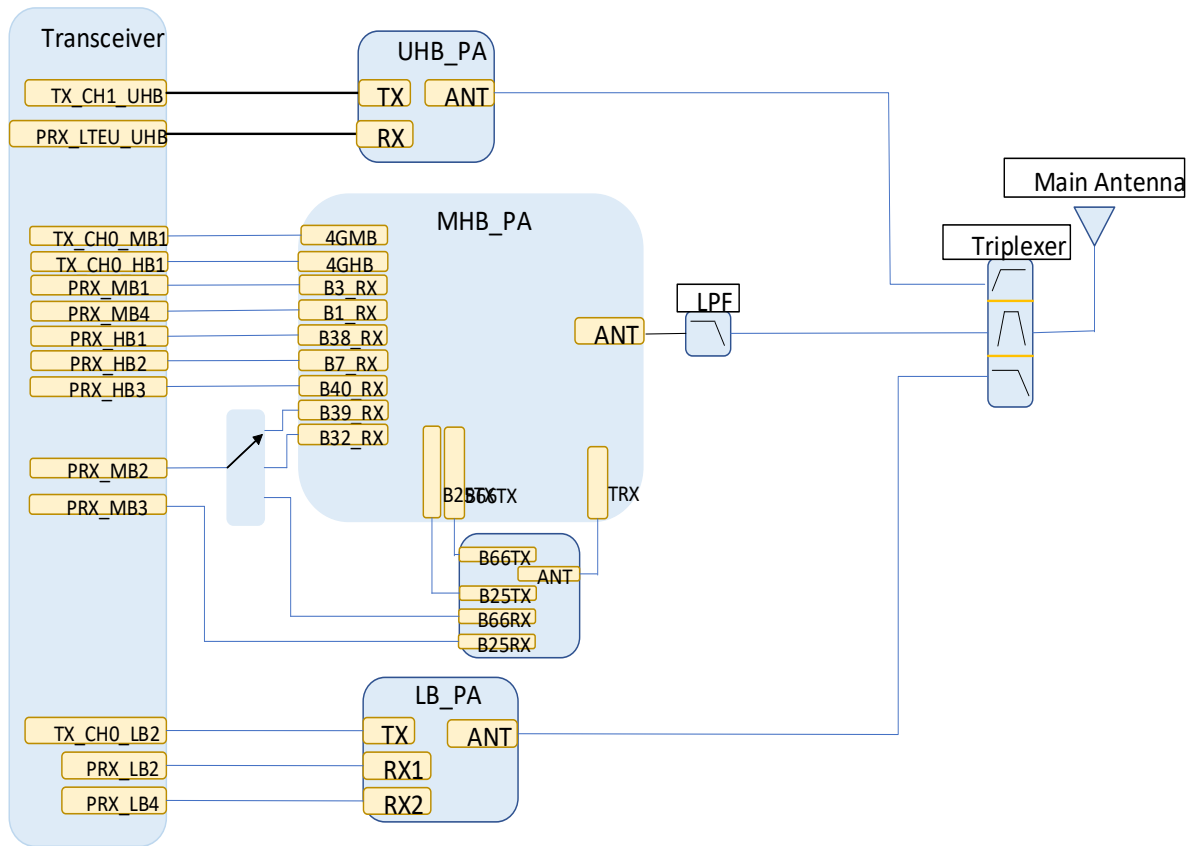 Transceiver
UHB_PA
TX_CH1_UHB
TX
ANT
PRX_LTEU_UHB
RX
Main Antenna
MHB_PA
TX_CH0_MB1
4GMB
Triplexer
TX_CH0_HB1
4GHB
PRX_MB1
B3_RX
LPF
PRX_MB4
B1_RX
PRX_HB1
B38_RX
ANT
PRX_HB2
B7_RX
PRX_HB3
B40_RX
B39_RX
B32_RX
PRX_MB2
B25TX
B66TX
TRX
PRX_MB3
B66TX
ANT
B25TX
B66RX
B25RX
LB_PA
TX_CH0_LB2
TX
ANT
PRX_LB2
RX1
PRX_LB4
RX2